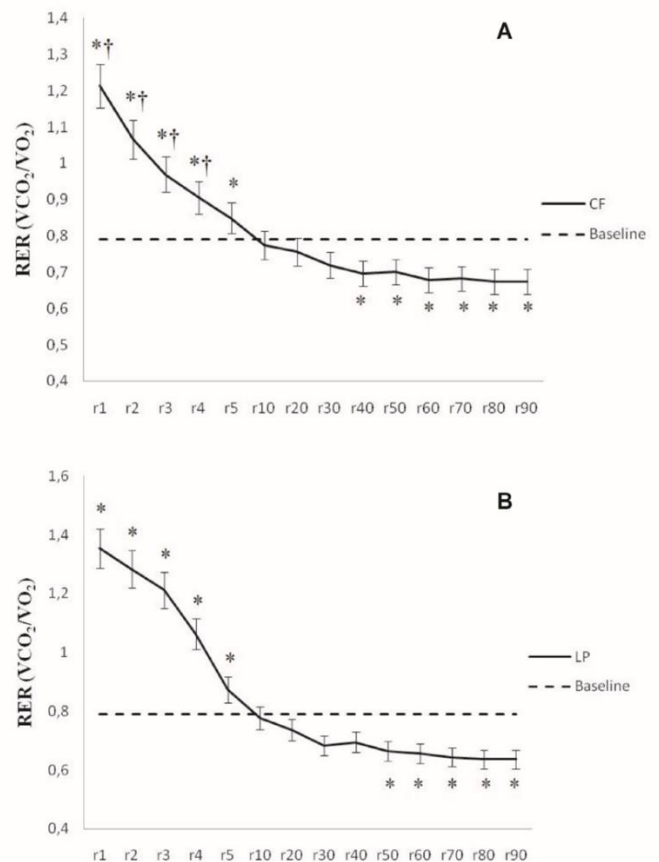 A
RER (VCO₂/VO₂)
1,4
1,3
1,2
1,1
1
0,9
0,8
0,7
0,6
0,5
0,4
*†
*†
*†
*†
*
* * * * * *
CF
Baseline
r1 r2 r3 r4 r5 r10 r20 r30 r40 r50 r60 r70 r80 r90
B
RER (VCO₂/VO₂)
1,6
1,4
1,2
1
0,8
0,6
0,4
*
*
*
*
*
* * * * *
LP
Baseline
r1 r2 r3 r4 r5 r10 r20 r30 r40 r50 r60 r70 r80 r90